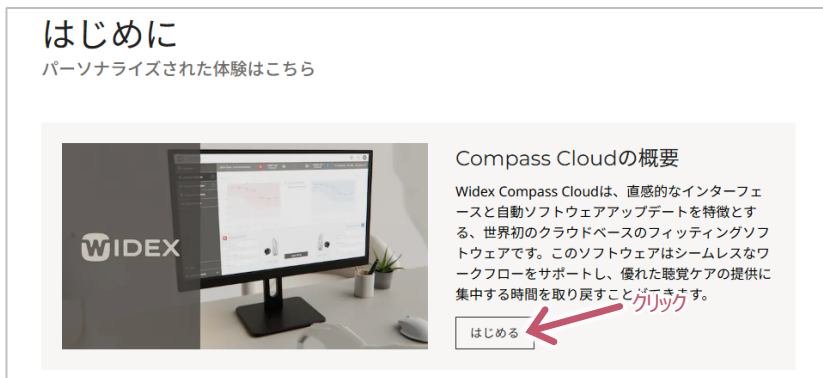 はじめに
パーソナライズされた体験はこちら
WIDEX
Compass Cloudの概要
Widex Compass Cloudは、直感的なインターフェ
ースと自動ソフトウェアアップデートを特徴とす
る、世界初のクラウドベースのフィッティングソフ
トウェアです。このソフトウェアはシームレスなワ
ークフローをサポートし、優れた聴覚ケアの提供に
集中する時間を取り戻すことができます。
クリック
はじめる